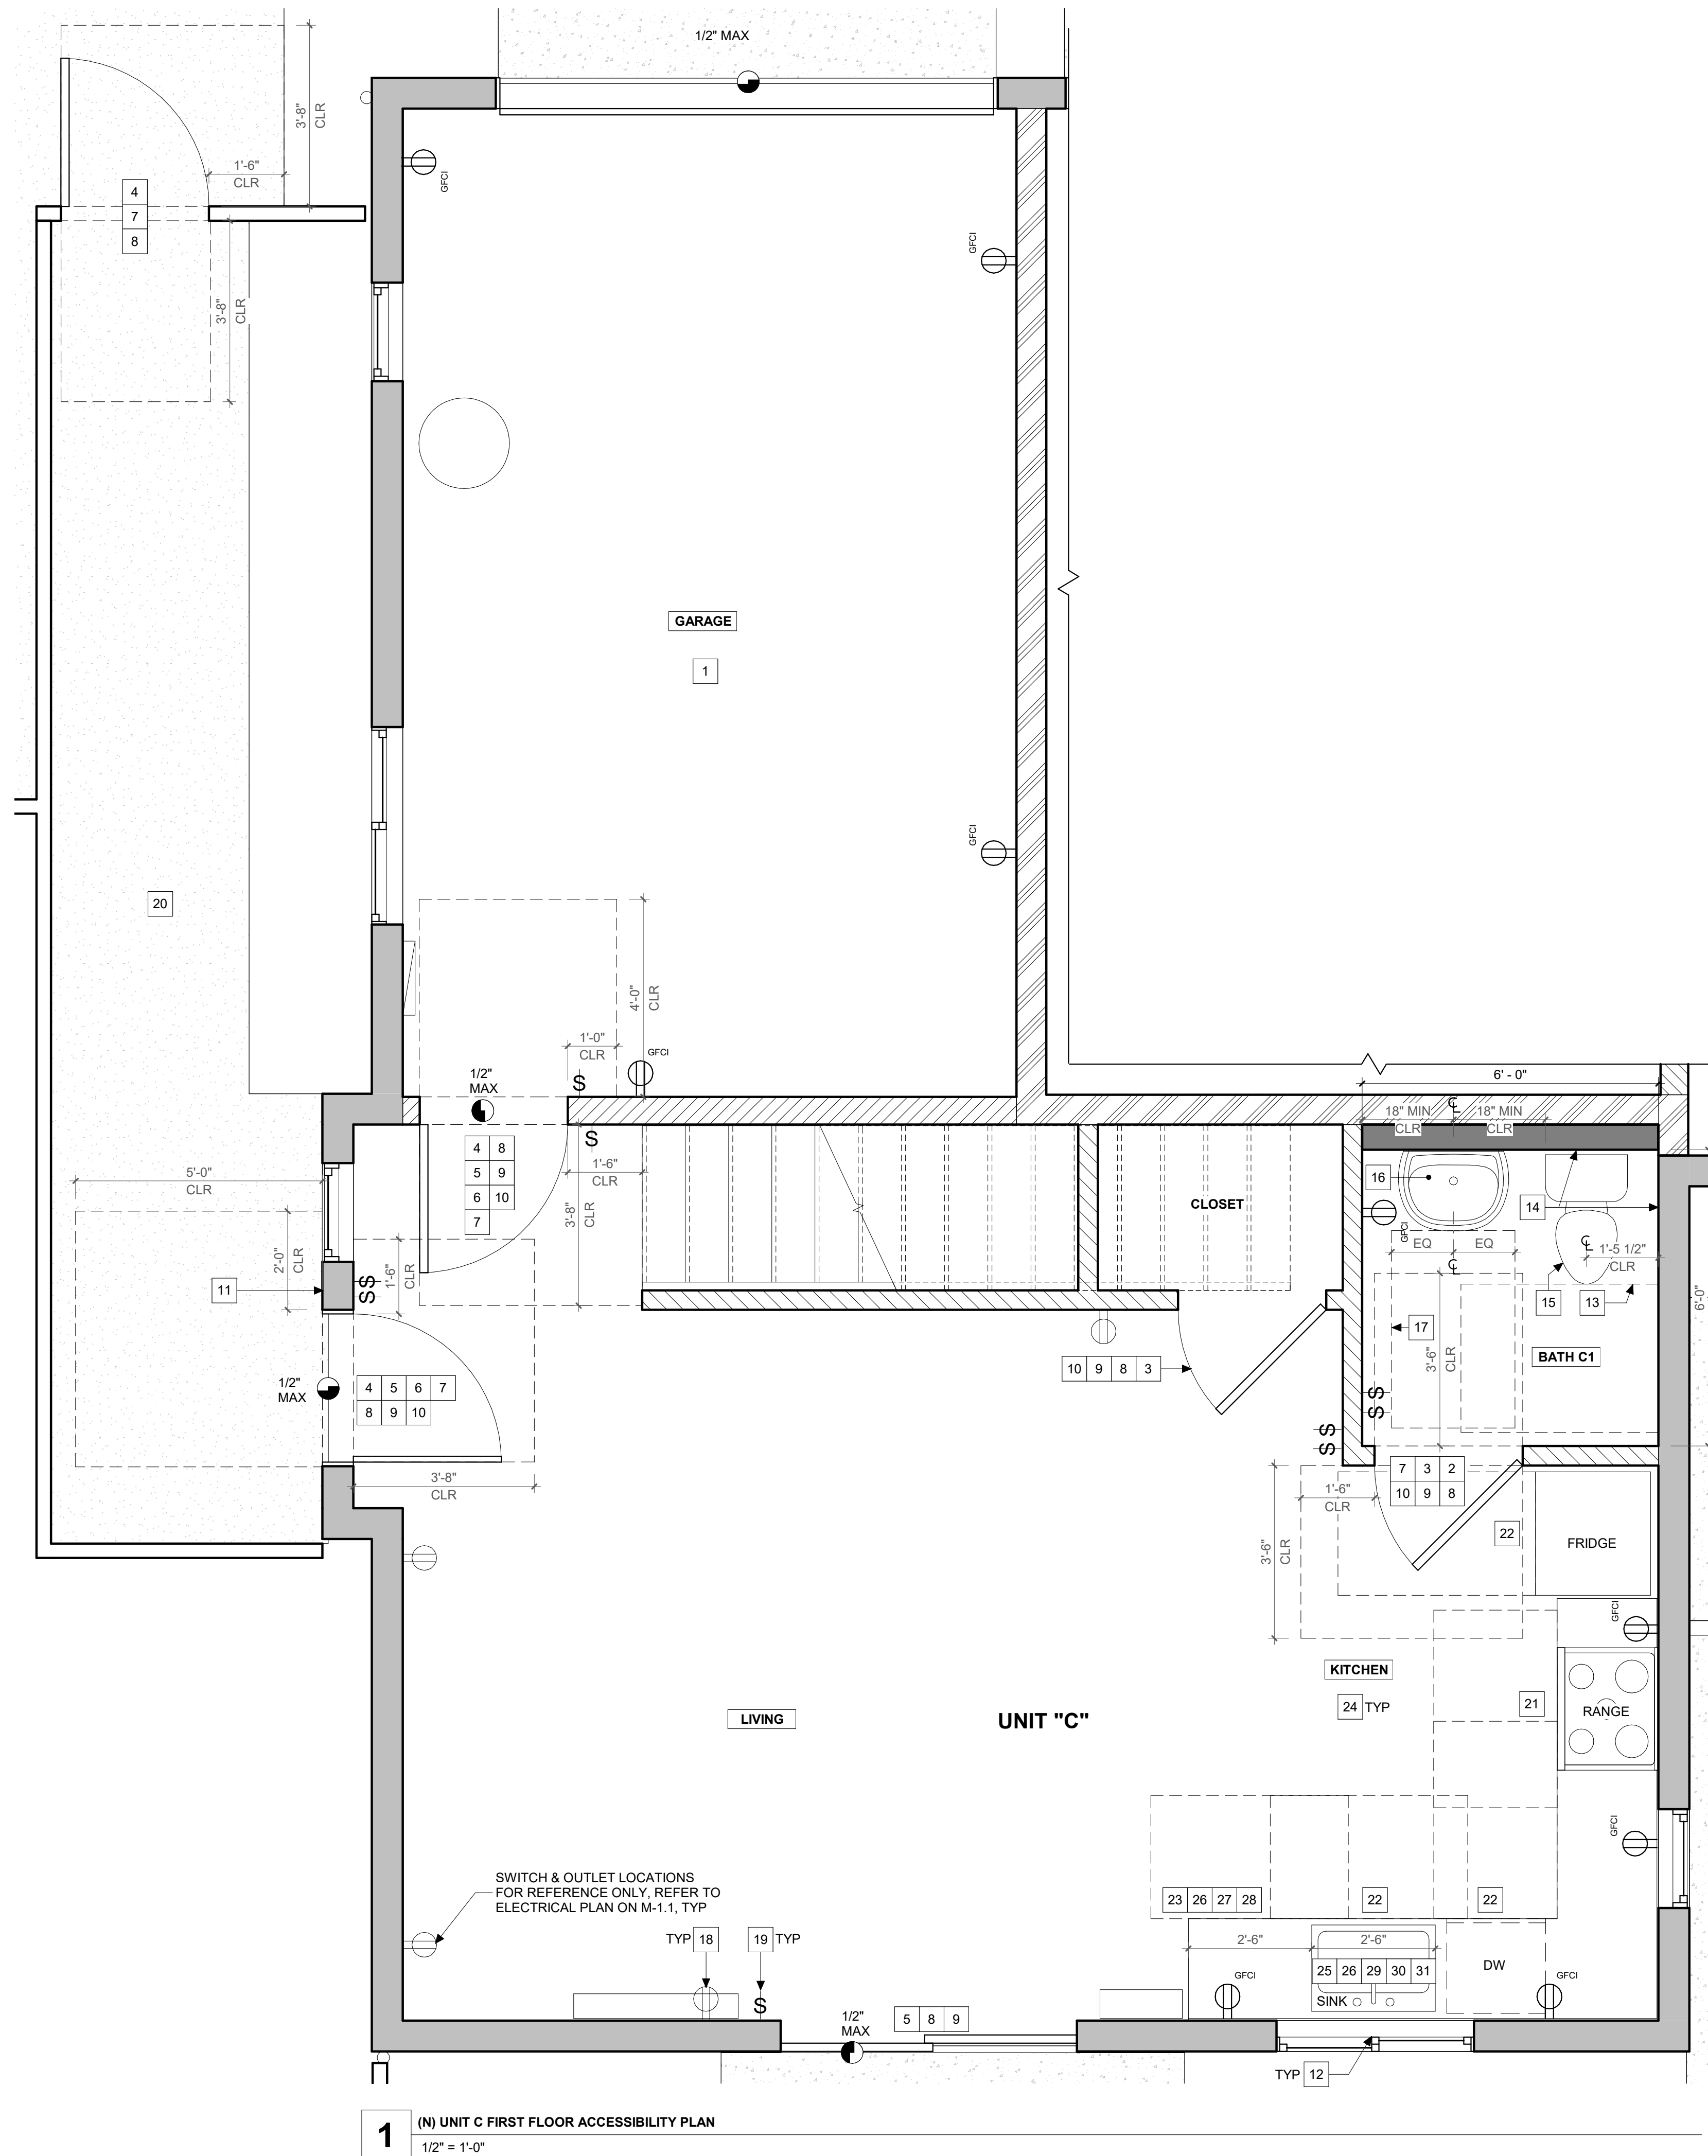 1/2" MAX
3'-8"
CLR
1'-6"
CLR
4
7
8
GFCI
GFCI
3'-8"
CLR
GARAGE
1
GFCI
20
4'-0"
CLR
1'-0"
CLR
GFCI
S
1/2"
MAX
6' - 0"
18" MIN
CLR
℄
18" MIN
CLR
S
4 8
5 9
6 10
7
1'-6"
CLR
3'-8"
CLR
5'-0"
CLR
2'-0"
CLR
1'-6"
CLR
11
S
S
CLOSET
16
GFCI
14
EQ
EQ
℄
℄
1'-5 1/2"
CLR
15
13
6'-0"
17
3'-6"
CLR
BATH C1
10 9 8 3
1/2"
MAX
4 5 6 7
8 9 10
S
S
S
S
7 3 2
10 9 8
3'-8"
CLR
1'-6"
CLR
3'-6"
CLR
22
FRIDGE
GFCI
KITCHEN
24 TYP
21
RANGE
LIVING
UNIT "C"
GFCI
SWITCH & OUTLET LOCATIONS
FOR REFERENCE ONLY, REFER TO
ELECTRICAL PLAN ON M-1.1, TYP
23 26 27 28
22
22
TYP 18
19 TYP
2'-6"
2'-6"
DW
25 26 29 30 31
GFCI
GFCI
SINK
S
1/2"
MAX
5 8 9
TYP 12
1
(N) UNIT C FIRST FLOOR ACCESSIBILITY PLAN
1/2" = 1'-0"